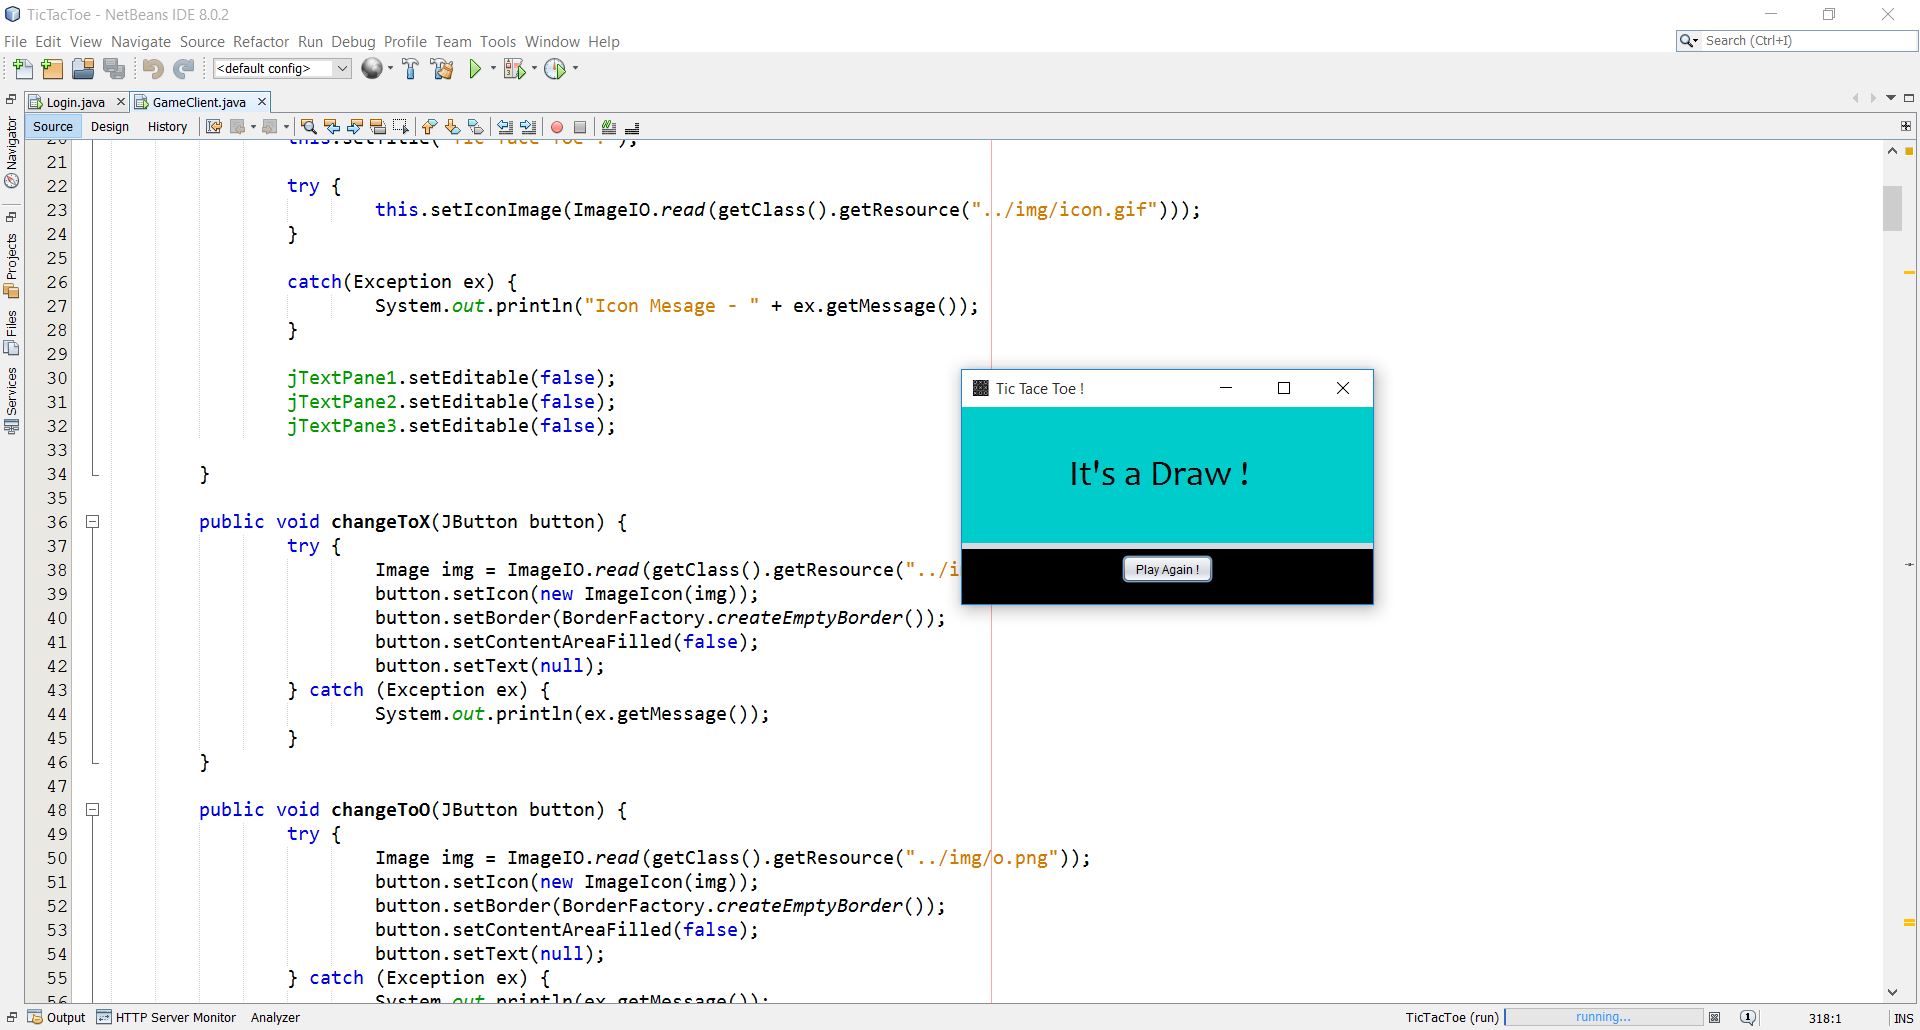 TicTacToe - NetBeans IDE 8.0.2
File Edit View Navigate Source Refactor Run Debug Profile Team Tools Window Help
Search (Ctrl+I)
<default config>
Login.java
GameClient.java
Source Design History
Navigator
Projects
Files
Services
20 this.setTitle("Tic Tace Toe !");
21
22 try {
23 this.setIconImage(ImageIO.read(getClass().getResource("../img/icon.gif")));
24 }
25
26 catch(Exception ex) {
27 System.out.println("Icon Mesage - " + ex.getMessage());
28 }
29
30 jTextPane1.setEditable(false);
31 jTextPane2.setEditable(false);
32 jTextPane3.setEditable(false);
33
34 }
35
36 public void changeToX(JButton button) {
37 try {
38 Image img = ImageIO.read(getClass().getResource("../i
39 button.setIcon(new ImageIcon(img));
40 button.setBorder(BorderFactory.createEmptyBorder());
41 button.setContentAreaFilled(false);
42 button.setText(null);
43 } catch (Exception ex) {
44 System.out.println(ex.getMessage());
45 }
46 }
47
48 public void changeToO(JButton button) {
49 try {
50 Image img = ImageIO.read(getClass().getResource("../img/o.png"));
51 button.setIcon(new ImageIcon(img));
52 button.setBorder(BorderFactory.createEmptyBorder());
53 button.setContentAreaFilled(false);
54 button.setText(null);
55 } catch (Exception ex) {
56 System.out.println(ex.getMessage());
Tic Tace Toe !
It's a Draw !
Play Again !
Output HTTP Server Monitor Analyzer
TicTacToe (run)
running...
1
318:1
INS